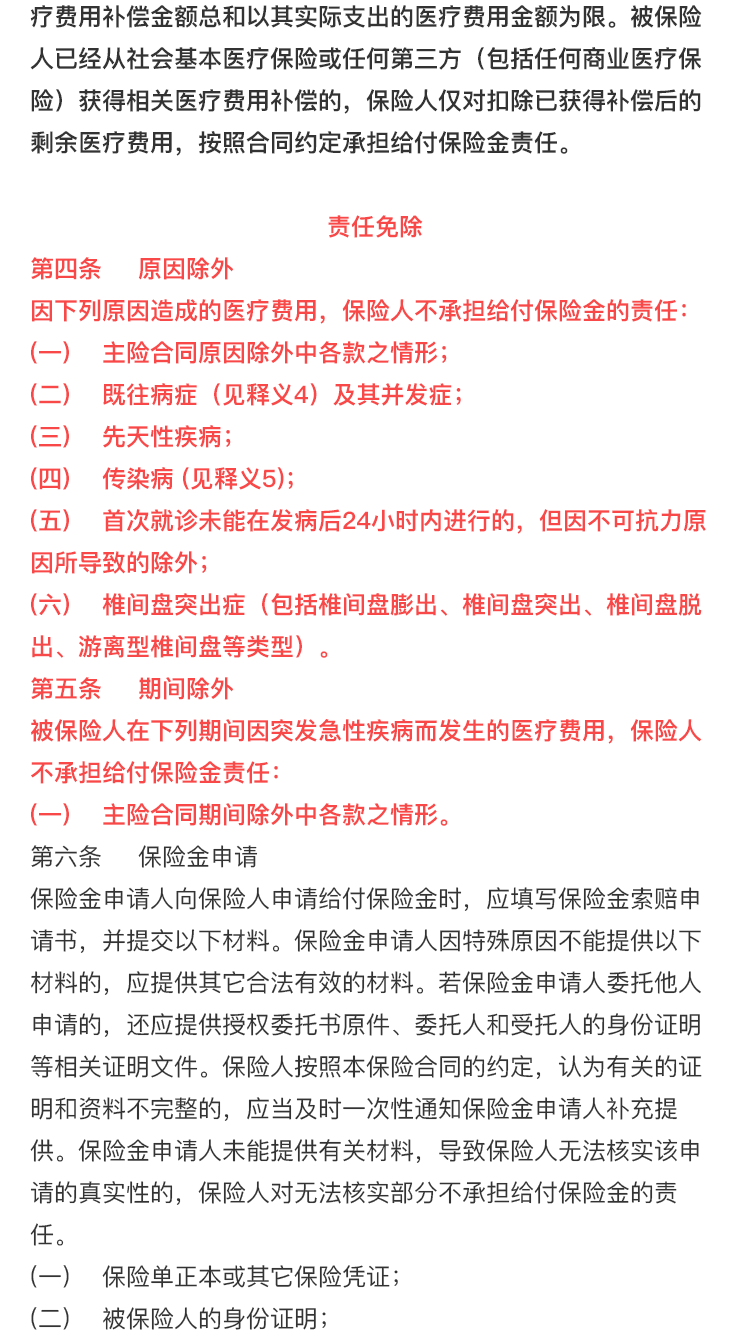 疗费用补偿金额总和以其实际支出的医疗费用金额为限。被保险
人已经从社会基本医疗保险或任何第三方（包括任何商业医疗保
险）获得相关医疗费用补偿的，保险人仅对扣除已获得补偿后的
剩余医疗费用，按照合同约定承担给付保险金责任。
责任免除
第四条 原因除外
因下列原因造成的医疗费用，保险人不承担给付保险金的责任：
(一) 主险合同原因除外中各款之情形；
(二) 既往病症（见释义4）及其并发症；
(三) 先天性疾病；
(四) 传染病 (见释义5)；
(五) 首次就诊未能在发病后24小时内进行的，但因不可抗力原
因所导致的除外；
(六) 椎间盘突出症（包括椎间盘膨出、椎间盘突出、椎间盘脱
出、游离型椎间盘等类型）。
第五条 期间除外
被保险人在下列期间因突发急性疾病而发生的医疗费用，保险人
不承担给付保险金责任：
(一) 主险合同期间除外中各款之情形。
第六条 保险金申请
保险金申请人向保险人申请给付保险金时，应填写保险金索赔申
请书，并提交以下材料。保险金申请人因特殊原因不能提供以下
材料的，应提供其它合法有效的材料。若保险金申请人委托他人
申请的，还应提供授权委托书原件、委托人和受托人的身份证明
等相关证明文件。保险人按照本保险合同的约定，认为有关的证
明和资料不完整的，应当及时一次性通知保险金申请人补充提
供。保险金申请人未能提供有关材料，导致保险人无法核实该申
请的真实性的，保险人对无法核实部分不承担给付保险金的责
任。
(一) 保险单正本或其它保险凭证；
(二) 被保险人的身份证明；